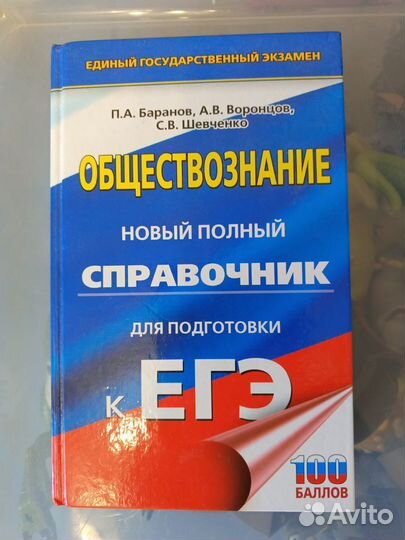 ЕДИНЫЙ ГОСУДАРСТВЕННЫЙ ЭКЗАМЕН
П.А. Баранов, А.В. Воронцов,
С.В. Шевченко
ОБЩЕСТВОЗНАНИЕ
НОВЫЙ ПОЛНЫЙ
СПРАВОЧНИК
ДЛЯ ПОДГОТОВКИ
К ЕГЭ
100
БАЛЛОВ
Avito